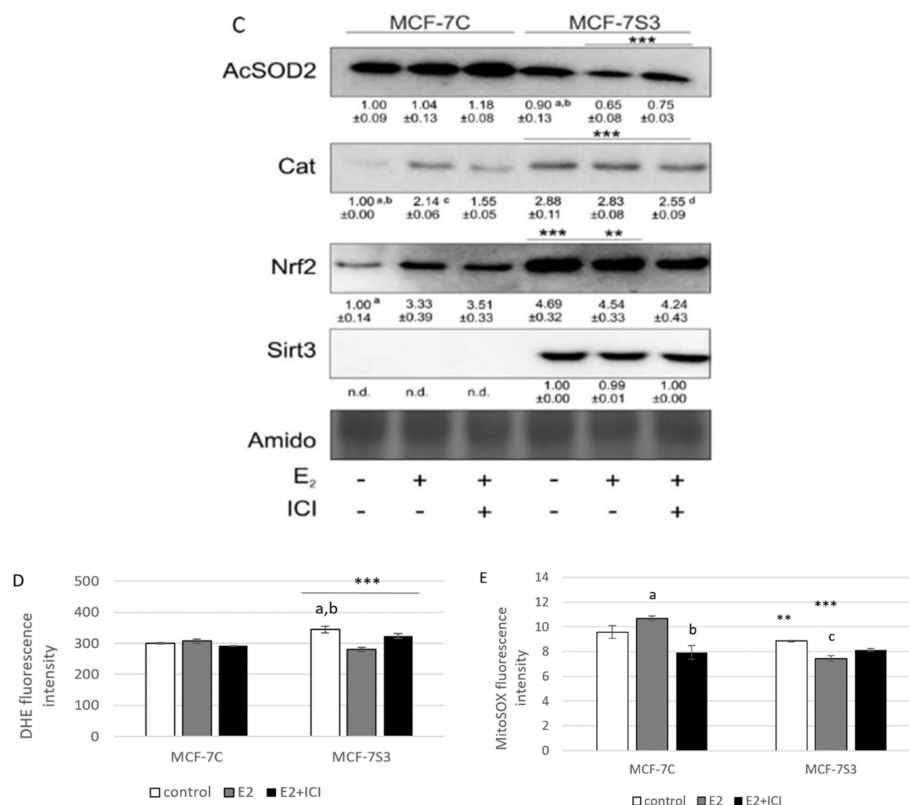 C
MCF-7C MCF-7S3
***
AcSOD2
1.00 1.04 1.18 0.90 a,b 0.65 0.75
±0.09 ±0.13 ±0.08 ±0.13 ±0.08 ±0.03
***
Cat
1.00 a,b 2.14 c 1.55 2.88 2.83 2.55 d
±0.00 ±0.06 ±0.05 ±0.11 ±0.08 ±0.09
*** **
Nrf2
1.00 a 3.33 3.51 4.69 4.54 4.24
±0.14 ±0.39 ±0.33 ±0.32 ±0.33 ±0.43
Sirt3
n.d. n.d. n.d. 1.00 0.99 1.00
±0.00 ±0.01 ±0.00
Amido
E₂ - + + - + +
ICI - - + - - +
D
DHE fluorescence
intensity
500
400
300
200
100
0
***
a,b
MCF-7C MCF-7S3
control E2 E2+ICI
E
MitoSOX fluorescence
intensity
14
12
10
8
6
4
2
0
a
b
**
***
c
MCF-7C MCF-7S3
control E2 E2+ICI